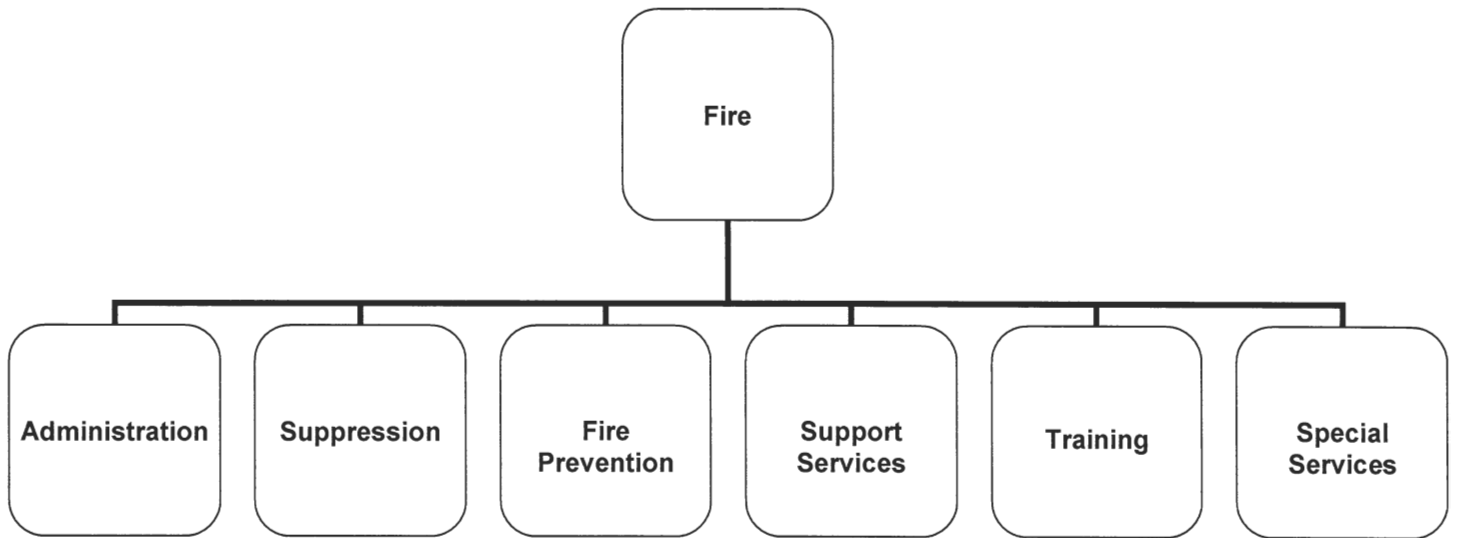 Fire
Administration
Suppression
Fire
Prevention
Support
Services
Training
Special
Services